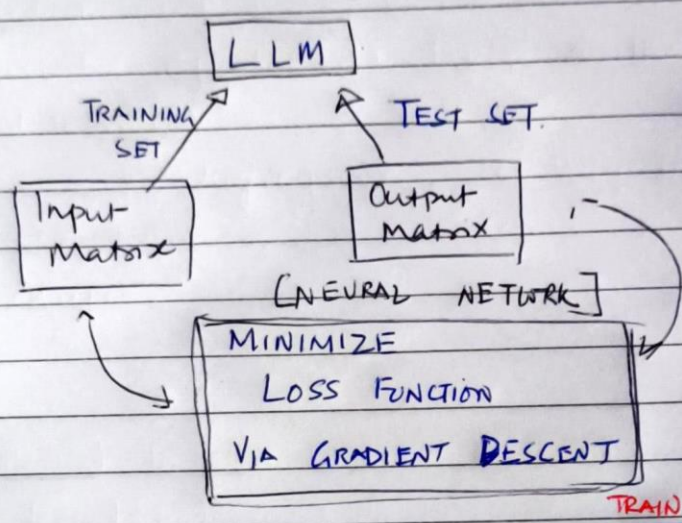 LLM
TRAINING
SET
TEST SET.
Input
Matrix
Output
Matrix
[NEURAL NETWORK]
MINIMIZE
LOSS FUNCTION
VIA GRADIENT DESCENT
TRAIN